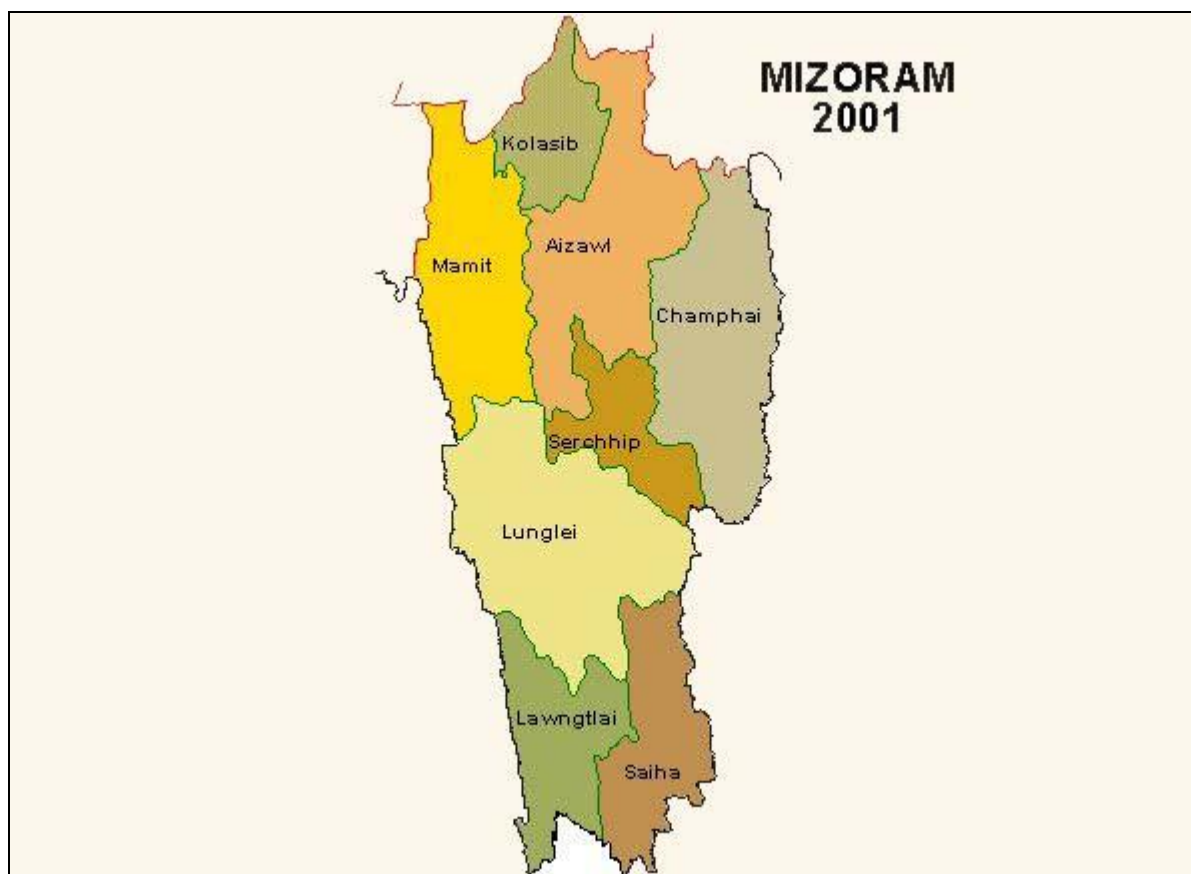 MIZORAM
2001
Kolasib
Aizawl
Mamit
Champhai
Serchhip
Lunglei
Lawngtlai
Saiha